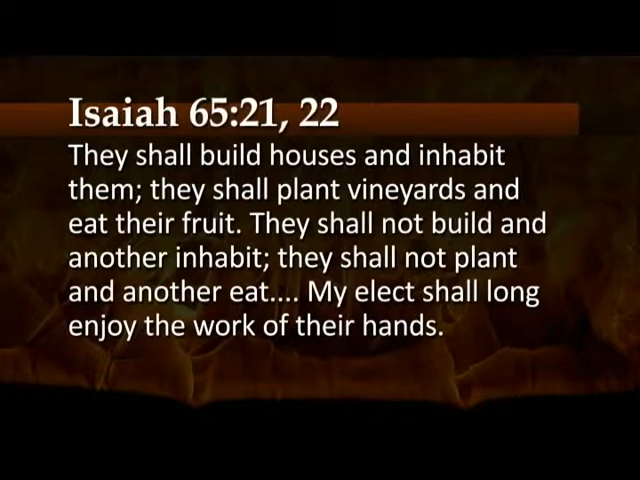 Isaiah 65:21, 22
They shall build houses and inhabit
them; they shall plant vineyards and
eat their fruit. They shall not build and
another inhabit; they shall not plant
and another eat.... My elect shall long
enjoy the work of their hands.